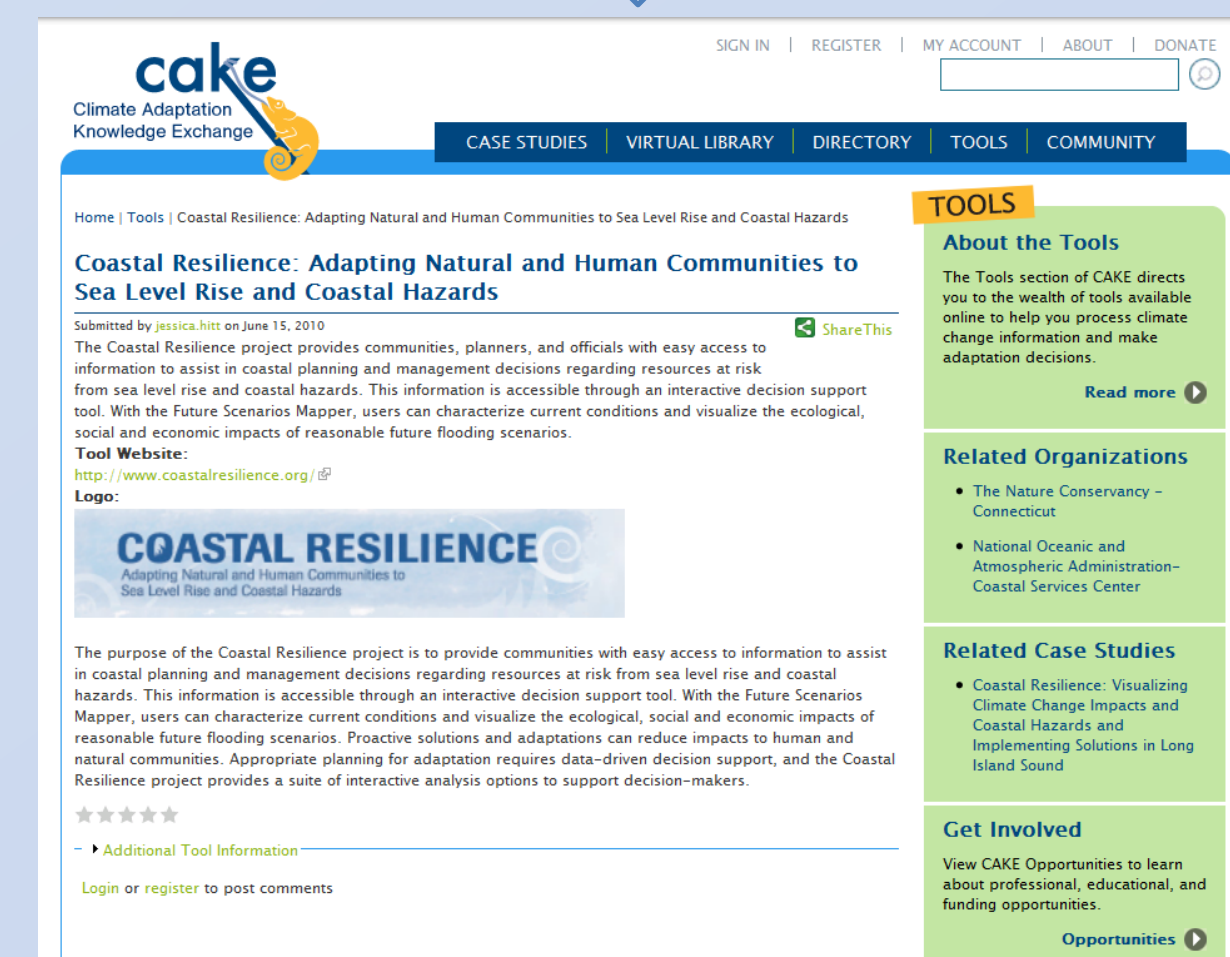 cake
Climate Adaptation
Knowledge Exchange
SIGN IN | REGISTER | MY ACCOUNT | ABOUT | DONATE
CASE STUDIES | VIRTUAL LIBRARY | DIRECTORY | TOOLS | COMMUNITY
Home | Tools | Coastal Resilience: Adapting Natural and Human Communities to Sea Level Rise and Coastal Hazards
Coastal Resilience: Adapting Natural and Human Communities to
Sea Level Rise and Coastal Hazards
Submitted by jessica.hitt on June 15, 2010
ShareThis
The Coastal Resilience project provides communities, planners, and officials with easy access to
information to assist in coastal planning and management decisions regarding resources at risk
from sea level rise and coastal hazards. This information is accessible through an interactive decision support
tool. With the Future Scenarios Mapper, users can characterize current conditions and visualize the ecological,
social and economic impacts of reasonable future flooding scenarios.
Tool Website:
http://www.coastalresilience.org/
Logo:
COASTAL RESILIENCE
Adapting Natural and Human Communities to
Sea Level Rise and Coastal Hazards
The purpose of the Coastal Resilience project is to provide communities with easy access to information to assist
in coastal planning and management decisions regarding resources at risk from sea level rise and coastal
hazards. This information is accessible through an interactive decision support tool. With the Future Scenarios
Mapper, users can characterize current conditions and visualize the ecological, social and economic impacts of
reasonable future flooding scenarios. Proactive solutions and adaptations can reduce impacts to human and
natural communities. Appropriate planning for adaptation requires data-driven decision support, and the Coastal
Resilience project provides a suite of interactive analysis options to support decision-makers.
Additional Tool Information
Login or register to post comments
TOOLS
About the Tools
The Tools section of CAKE directs
you to the wealth of tools available
online to help you process climate
change information and make
adaptation decisions.
Read more
Related Organizations
• The Nature Conservancy –
Connecticut
• National Oceanic and
Atmospheric Administration–
Coastal Services Center
Related Case Studies
• Coastal Resilience: Visualizing
Climate Change Impacts and
Coastal Hazards and
Implementing Solutions in Long
Island Sound
Get Involved
View CAKE Opportunities to learn
about professional, educational, and
funding opportunities.
Opportunities